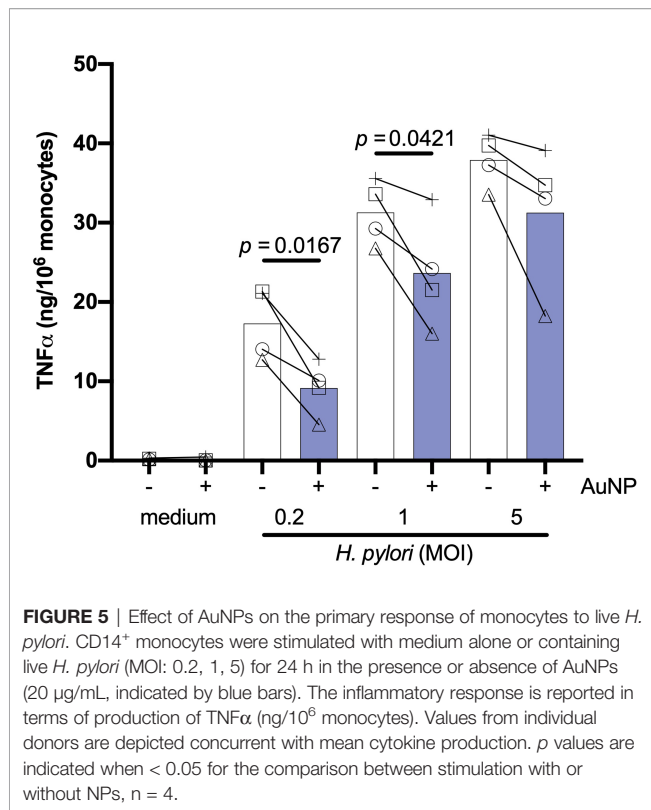 50
40
30
20
10
0
TNFα (ng/10⁶ monocytes)
p = 0.0167
p = 0.0421
- + - + - + - + AuNP
medium 0.2 1 5
H. pylori (MOI)
FIGURE 5 | Effect of AuNPs on the primary response of monocytes to live H.
pylori. CD14⁺ monocytes were stimulated with medium alone or containing
live H. pylori (MOI: 0.2, 1, 5) for 24 h in the presence or absence of AuNPs
(20 µg/mL, indicated by blue bars). The inflammatory response is reported in
terms of production of TNFα (ng/10⁶ monocytes). Values from individual
donors are depicted concurrent with mean cytokine production. p values are
indicated when < 0.05 for the comparison between stimulation with or
without NPs, n = 4.